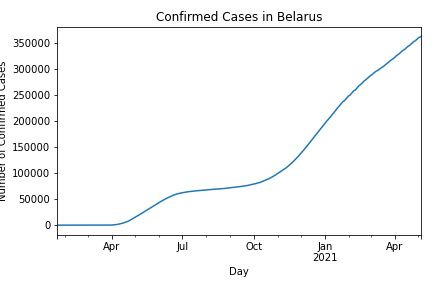 Confirmed Cases in Belarus
Number of Confirmed Cases
350000
300000
250000
200000
150000
100000
50000
0
Apr
Jul
Oct
Jan
2021
Apr
Day